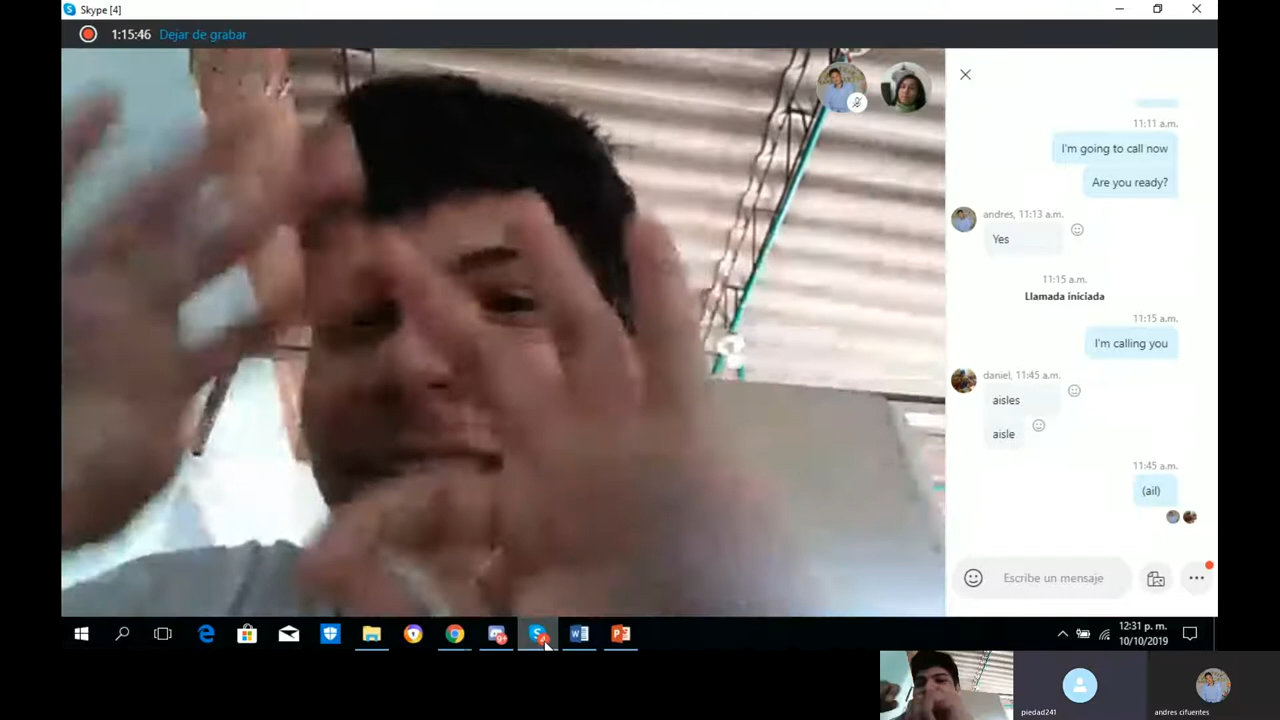 Skype [4]
1:15:46 Dejar de grabar
11:11 a.m.
I'm going to call now
Are you ready?
andres, 11:13 a.m.
Yes
11:15 a.m.
Llamada iniciada
11:15 a.m.
I'm calling you
daniel, 11:45 a.m.
aisles
aisle
11:45 a.m.
(ail)
Escribe un mensaje
12:31 p. m.
10/10/2019
piedad241
andres cifuentes